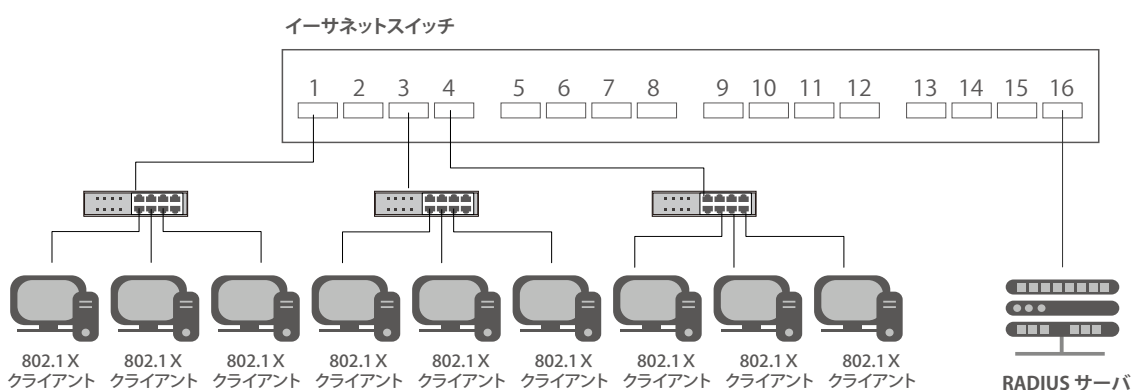 イーサネットスイッチ
1 2 3 4 5 6 7 8 9 10 11 12 13 14 15 16
802.1X 802.1X 802.1X 802.1X 802.1X 802.1X 802.1X 802.1X 802.1X
クライアント クライアント クライアント クライアント クライアント クライアント クライアント クライアント クライアント
RADIUS サーバ